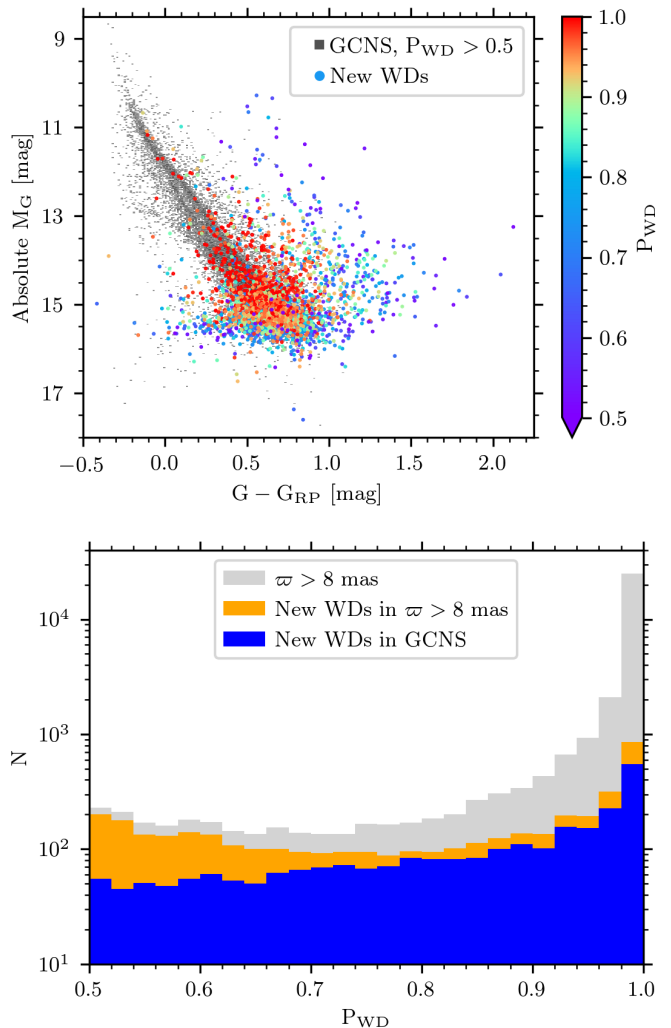 GCNS, P_WD > 0.5
New WDs
9
11
13
15
17
Absolute M_G [mag]
−0.5 0.0 0.5 1.0 1.5 2.0
G − G_RP [mag]
1.0
0.9
0.8
0.7
0.6
0.5
P_WD
ϖ > 8 mas
New WDs in ϖ > 8 mas
New WDs in GCNS
10^4
10^3
10^2
10^1
N
0.5 0.6 0.7 0.8 0.9 1.0
P_WD